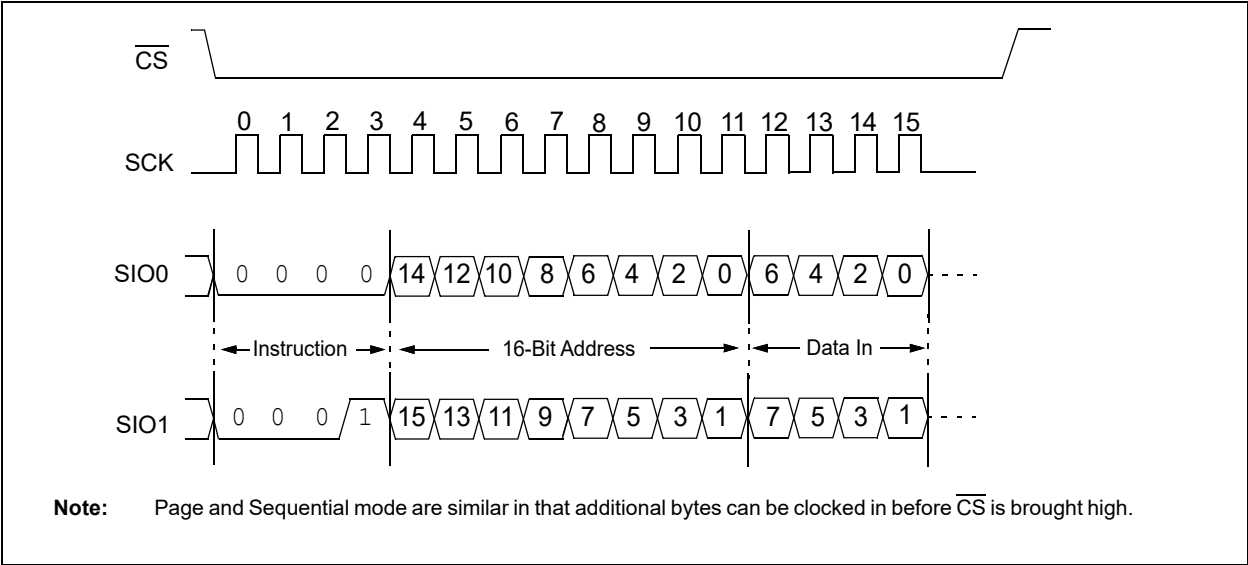 CS
0 1 2 3 4 5 6 7 8 9 10 11 12 13 14 15
SCK
SIO0 0 0 0 0 14 12 10 8 6 4 2 0 6 4 2 0
Instruction 16-Bit Address Data In
SIO1 0 0 0 1 15 13 11 9 7 5 3 1 7 5 3 1
Note: Page and Sequential mode are similar in that additional bytes can be clocked in before CS is brought high.